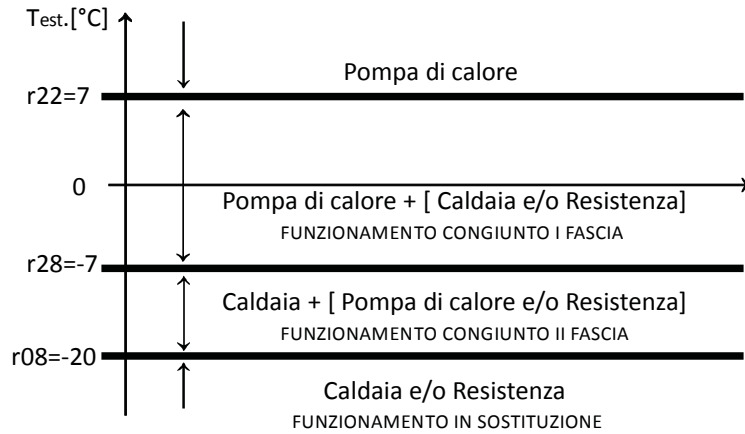 Test.[°C]
Pompa di calore
r22=7
0
Pompa di calore + [ Caldaia e/o Resistenza]
FUNZIONAMENTO CONGIUNTO I FASCIA
r28=-7
Caldaia + [ Pompa di calore e/o Resistenza]
FUNZIONAMENTO CONGIUNTO II FASCIA
r08=-20
Caldaia e/o Resistenza
FUNZIONAMENTO IN SOSTITUZIONE